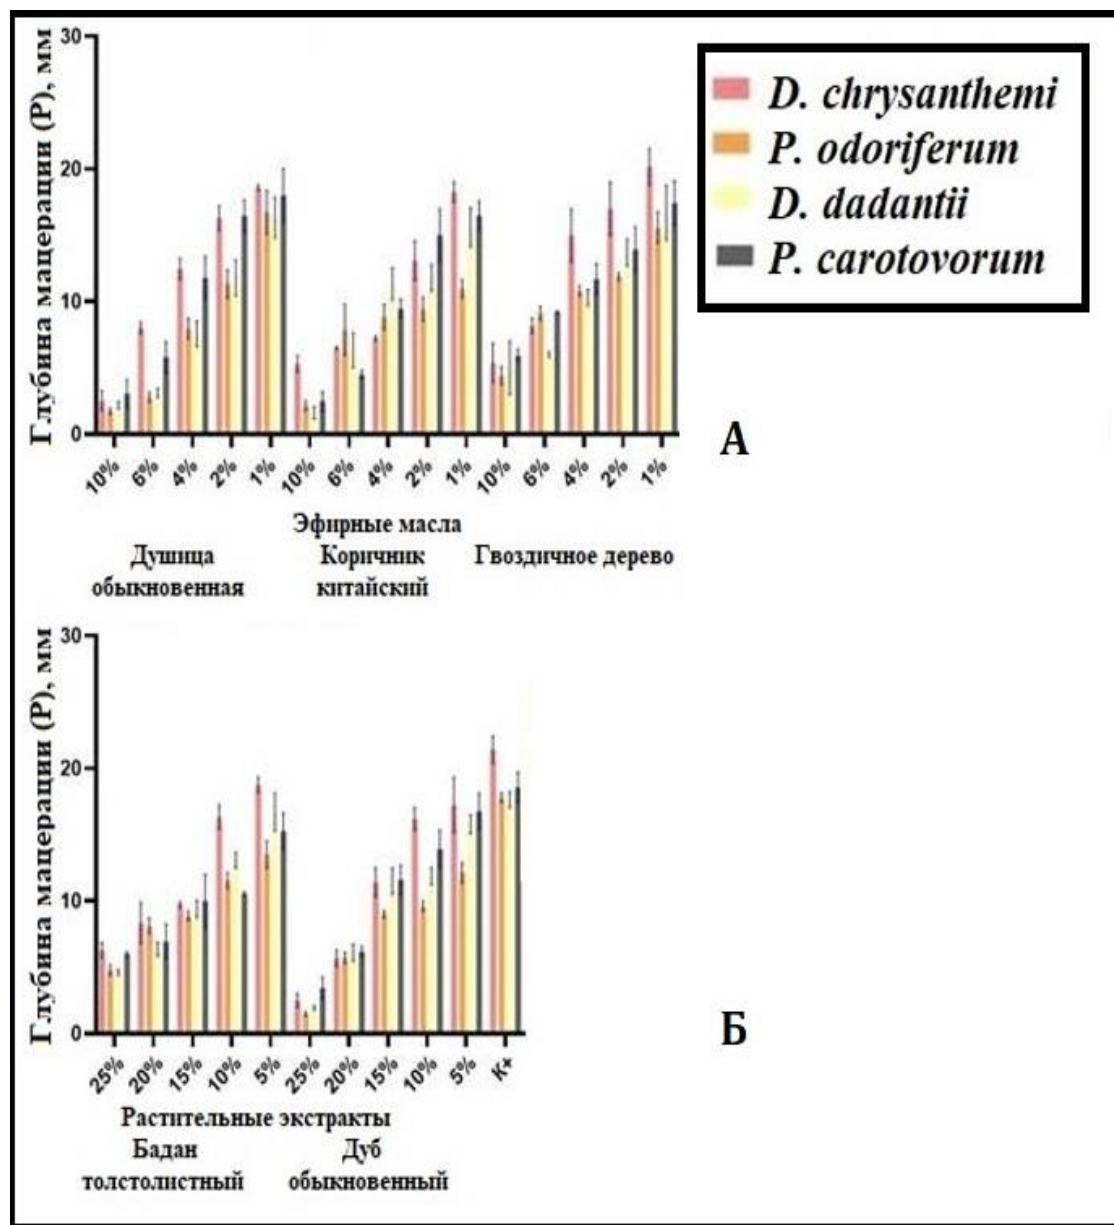 Глубина мацерации (Р), мм
30
20
10
0
10% 6% 4% 2% 1% 10% 6% 4% 2% 1% 10% 6% 4% 2% 1%
Эфирные масла
Душица обыкновенная
Коричник китайский
Гвоздичное дерево
D. chrysanthemi
P. odoriferum
D. dadantii
P. carotovorum
А
Глубина мацерации (Р), мм
30
20
10
0
25% 20% 15% 10% 5% 25% 20% 15% 10% 5% К+
Растительные экстракты
Бадан толстолистный
Дуб обыкновенный
Б